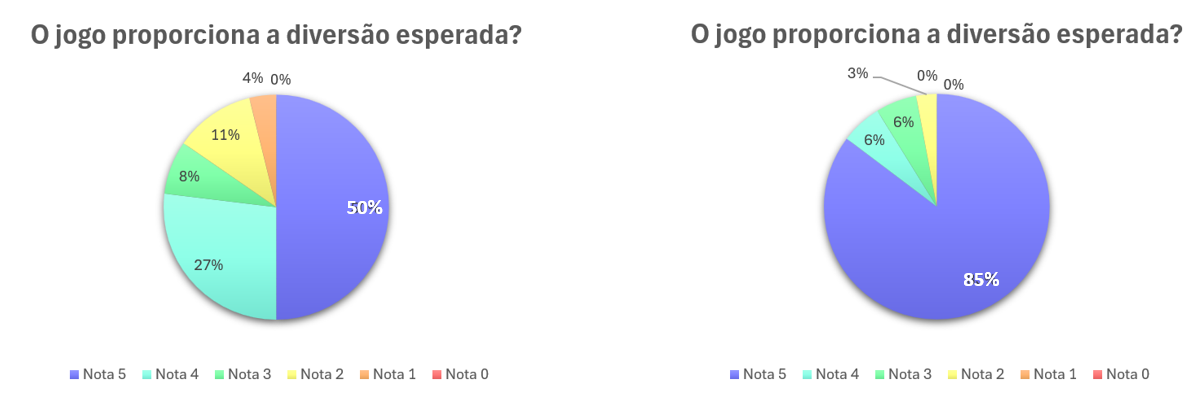 O jogo proporciona a diversão esperada?
4% 0%
11%
8%
50%
27%
Nota 5 Nota 4 Nota 3 Nota 2 Nota 1 Nota 0
O jogo proporciona a diversão esperada?
3% 0% 0%
6%
6%
85%
Nota 5 Nota 4 Nota 3 Nota 2 Nota 1 Nota 0